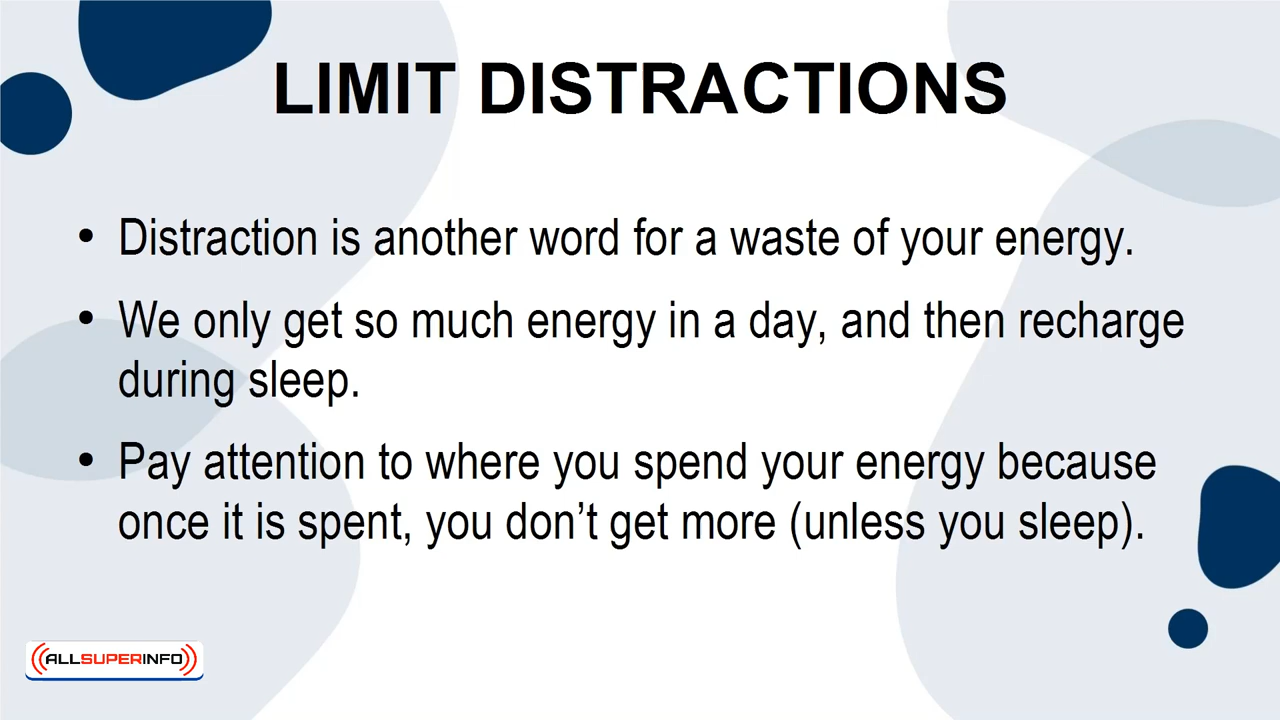 LIMIT DISTRACTIONS
• Distraction is another word for a waste of your energy.
• We only get so much energy in a day, and then recharge
during sleep.
• Pay attention to where you spend your energy because
once it is spent, you don’t get more (unless you sleep).
ALLSUPERINFO